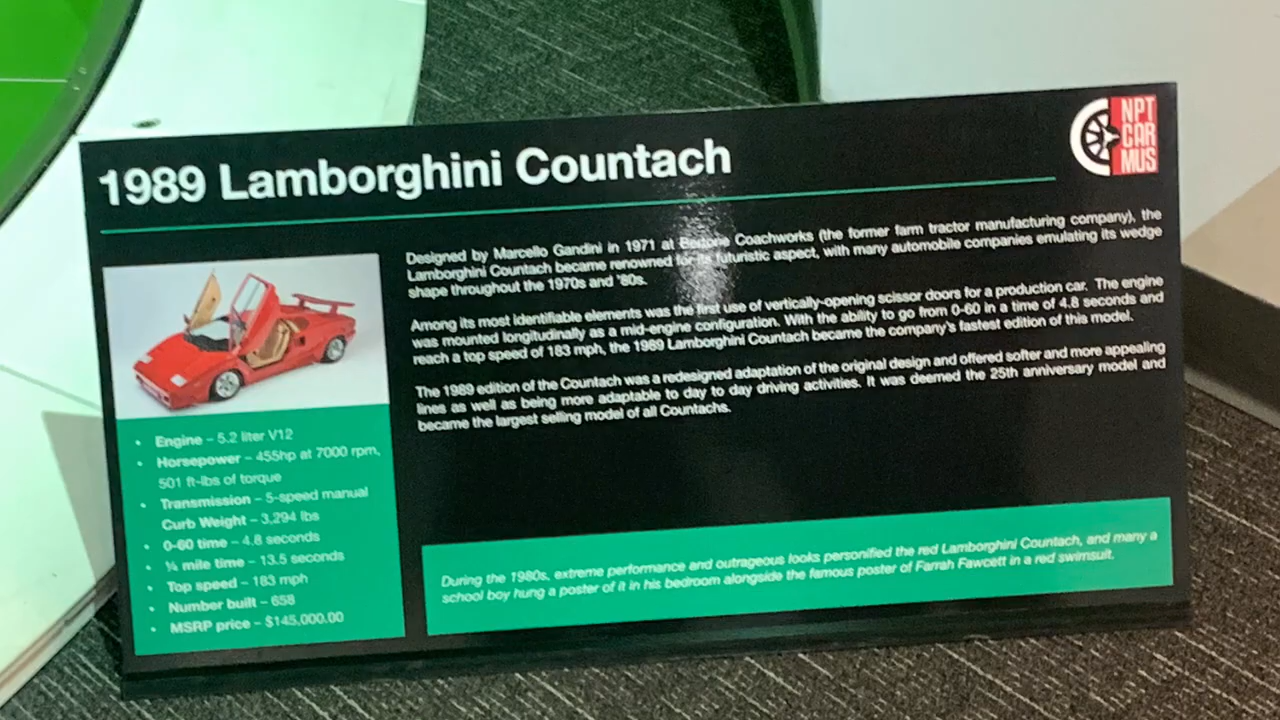 1989 Lamborghini Countach
NPT
CAR
MUS
Designed by Marcello Gandini in 1971 at Bertone Coachworks (the former farm tractor manufacturing company), the
Lamborghini Countach became renowned for its futuristic aspect, with many automobile companies emulating its wedge
shape throughout the 1970s and '80s.
Among its most identifiable elements was the first use of vertically-opening scissor doors for a production car. The engine
was mounted longitudinally as a mid-engine configuration. With the ability to go from 0-60 in a time of 4.8 seconds and
reach a top speed of 183 mph, the 1989 Lamborghini Countach became the company's fastest edition of this model.
The 1989 edition of the Countach was a redesigned adaptation of the original design and offered softer and more appealing
lines as well as being more adaptable to day to day driving activities. It was deemed the 25th anniversary model and
became the largest selling model of all Countachs.
• Engine – 5.2 liter V12
• Horsepower – 455hp at 7000 rpm,
501 ft-lbs of torque
• Transmission – 5-speed manual
Curb Weight – 3,294 lbs
• 0-60 time – 4.8 seconds
• ¼ mile time – 13.5 seconds
• Top speed – 183 mph
• Number built – 658
• MSRP price – $145,000.00
During the 1980s, extreme performance and outrageous looks personified the red Lamborghini Countach, and many a
school boy hung a poster of it in his bedroom alongside the famous poster of Farrah Fawcett in a red swimsuit.